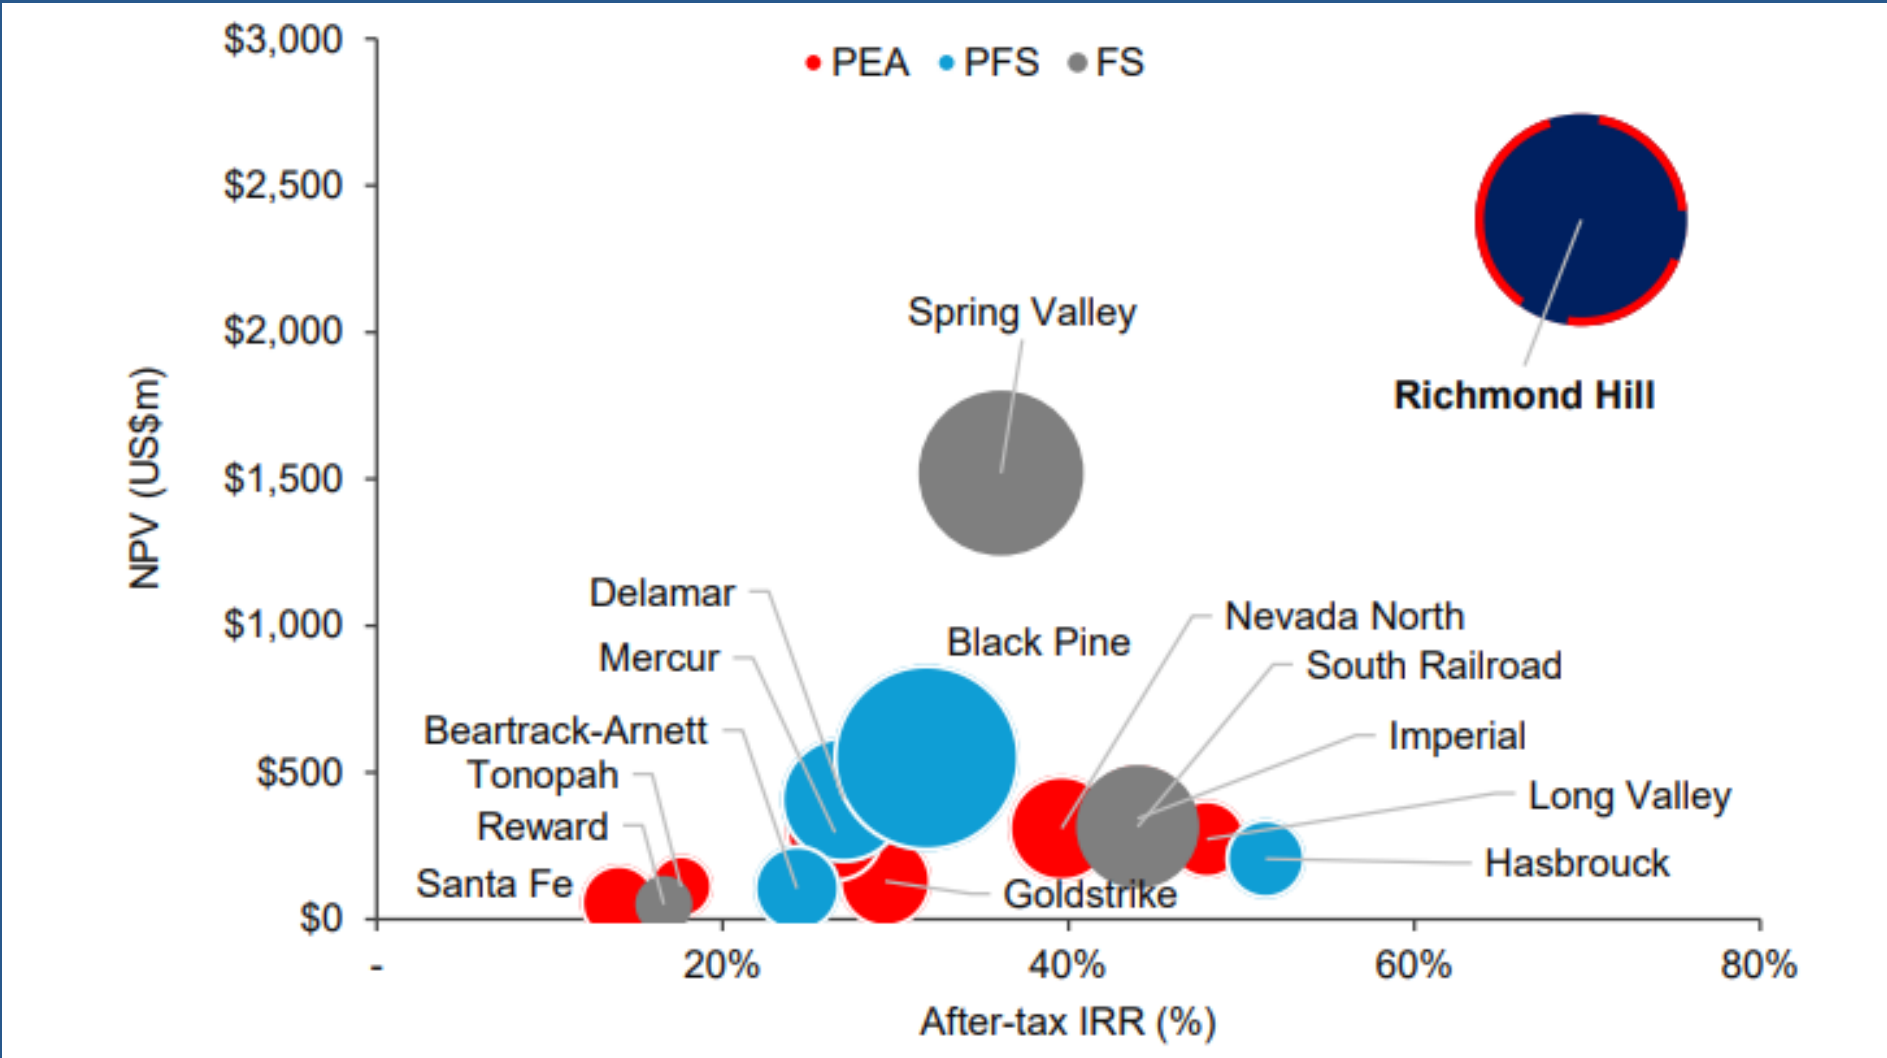 $3,000
PEA PFS FS
$2,500
$2,000
$1,500
$1,000
$500
$0
NPV (US$m)
Spring Valley
Richmond Hill
Delamar
Mercur
Black Pine
Nevada North
South Railroad
Beartrack-Arnett
Imperial
Tonopah
Long Valley
Reward
Hasbrouck
Santa Fe
Goldstrike
- 20% 40% 60% 80%
After-tax IRR (%)